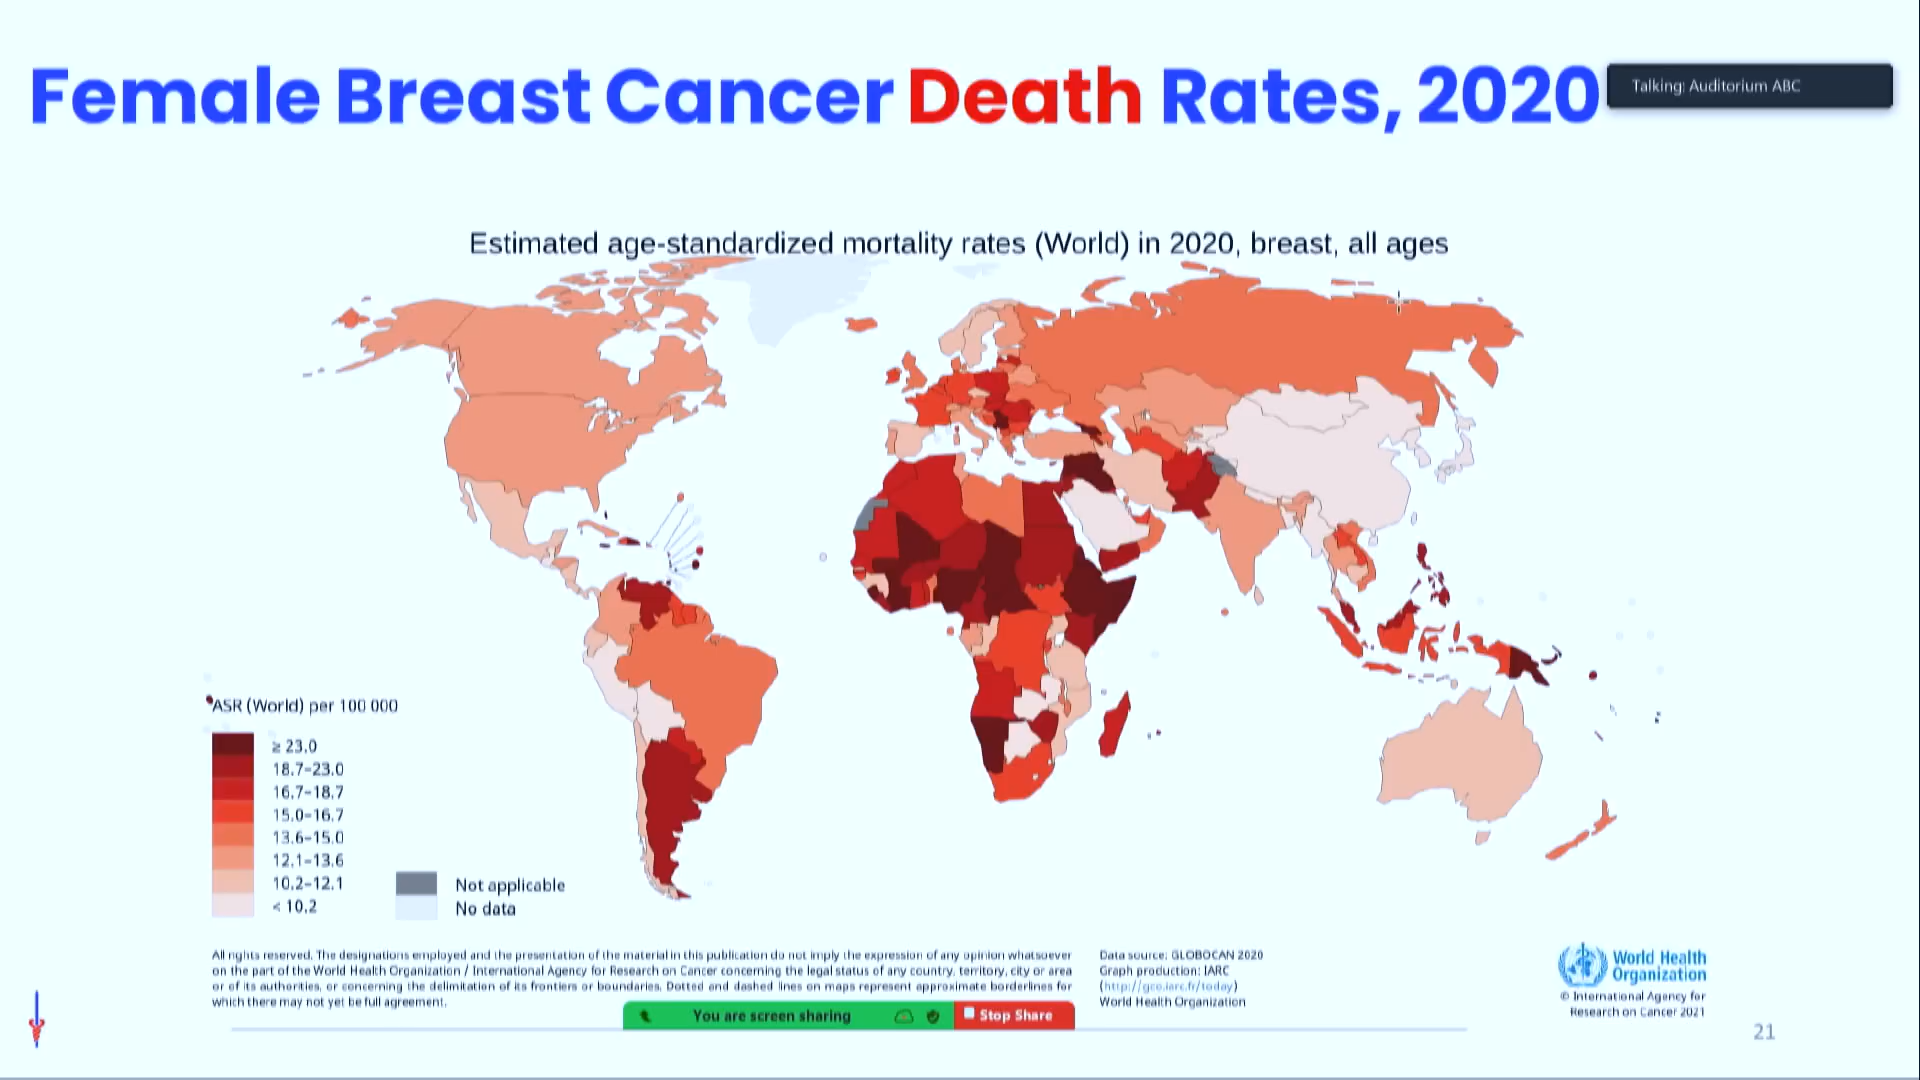 Female Breast Cancer Death Rates, 2020
Talking: Auditorium ABC
Estimated age-standardized mortality rates (World) in 2020, breast, all ages
ASR (World) per 100 000
≥ 23.0
18.7–23.0
16.7–18.7
15.0–16.7
13.6–15.0
12.1–13.6
10.2–12.1
< 10.2
Not applicable
No data
All rights reserved. The designations employed and the presentation of the material in this publication do not imply the expression of any opinion whatsoever
on the part of the World Health Organization / International Agency for Research on Cancer concerning the legal status of any country, territory, city or area
or of its authorities, or concerning the delimitation of its frontiers or boundaries. Dotted and dashed lines on maps represent approximate borderlines for
which there may not yet be full agreement.
Data source: GLOBOCAN 2020
Graph production: IARC
(http://gco.iarc.fr/today)
World Health Organization
World Health
Organization
© International Agency for
Research on Cancer 2021
You are screen sharing
Stop Share
21